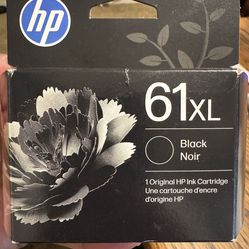 hp
61XL
Black
Noir
1 Original HP Ink Cartridge
Une cartouche d'encre
d'origine HP